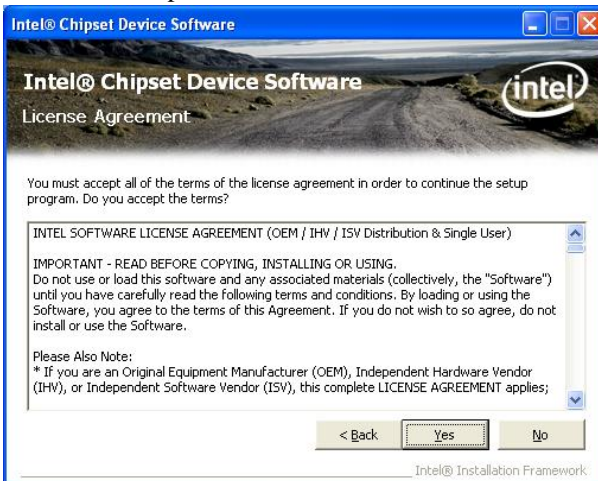 Intel® Chipset Device Software
Intel® Chipset Device Software
intel
License Agreement
You must accept all of the terms of the license agreement in order to continue the setup
program. Do you accept the terms?
INTEL SOFTWARE LICENSE AGREEMENT (OEM / IHV / ISV Distribution & Single User)
IMPORTANT - READ BEFORE COPYING, INSTALLING OR USING.
Do not use or load this software and any associated materials (collectively, the "Software")
until you have carefully read the following terms and conditions. By loading or using the
Software, you agree to the terms of this Agreement. If you do not wish to so agree, do not
install or use the Software.
Please Also Note:
* If you are an Original Equipment Manufacturer (OEM), Independent Hardware Vendor
(IHV), or Independent Software Vendor (ISV), this complete LICENSE AGREEMENT applies;
< Back Yes No
Intel® Installation Framework